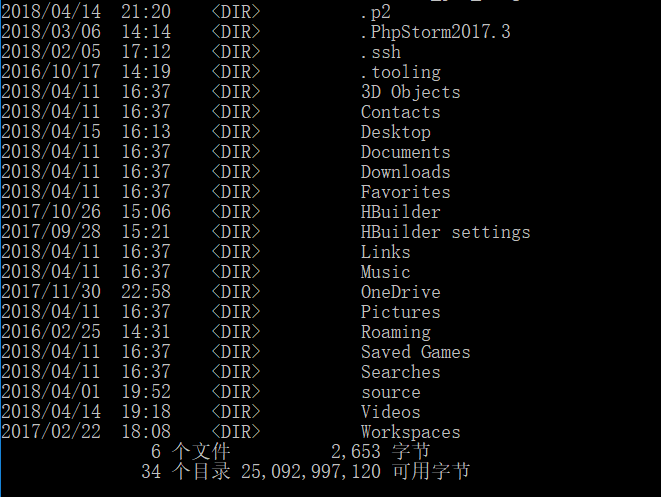 2018/04/14  21:20    <DIR>          .p2
2018/03/06  14:14    <DIR>          .PhpStorm2017.3
2018/02/05  17:12    <DIR>          .ssh
2016/10/17  14:19    <DIR>          .tooling
2018/04/11  16:37    <DIR>          3D Objects
2018/04/11  16:37    <DIR>          Contacts
2018/04/15  16:13    <DIR>          Desktop
2018/04/11  16:37    <DIR>          Documents
2018/04/11  16:37    <DIR>          Downloads
2018/04/11  16:37    <DIR>          Favorites
2017/10/26  15:06    <DIR>          HBuilder
2017/09/28  15:21    <DIR>          HBuilder settings
2018/04/11  16:37    <DIR>          Links
2018/04/11  16:37    <DIR>          Music
2017/11/30  22:58    <DIR>          OneDrive
2018/04/11  16:37    <DIR>          Pictures
2016/02/25  14:31    <DIR>          Roaming
2018/04/11  16:37    <DIR>          Saved Games
2018/04/11  16:37    <DIR>          Searches
2018/04/01  19:52    <DIR>          source
2018/04/14  19:18    <DIR>          Videos
2017/02/22  18:08    <DIR>          Workspaces
               6 个文件          2,653 字节
              34 个目录 25,092,997,120 可用字节